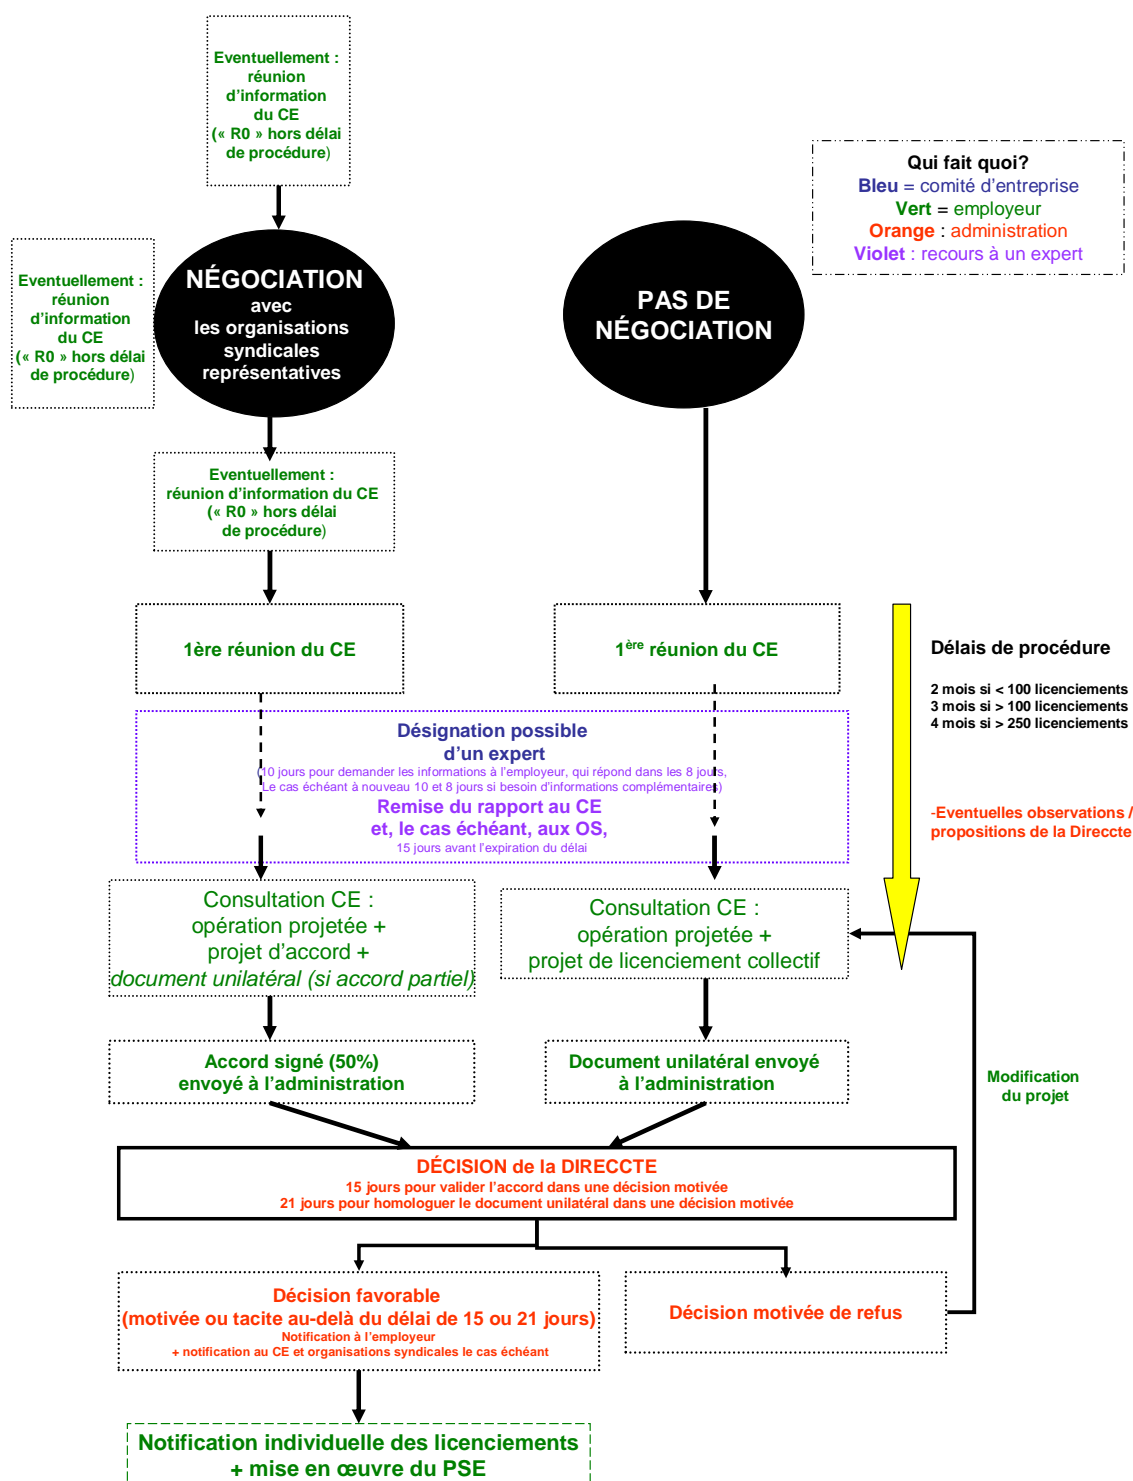 Eventuellement :
réunion
d'information
du CE
(« R0 » hors délai
de procédure)
Qui fait quoi?
Bleu = comité d'entreprise
Vert = employeur
Orange : administration
Violet : recours à un expert
Eventuellement :
réunion
d'information
du CE
(« R0 » hors délai
de procédure)
NÉGOCIATION
avec
les organisations
syndicales
représentatives
PAS DE
NÉGOCIATION
Eventuellement :
réunion d'information du CE
(« R0 » hors délai
de procédure)
1ère réunion du CE
1ère réunion du CE
Délais de procédure
2 mois si < 100 licenciements
3 mois si > 100 licenciements
4 mois si > 250 licenciements
Désignation possible
d'un expert
(10 jours pour demander les informations à l'employeur, qui répond dans les 8 jours,
Le cas échéant à nouveau 10 et 8 jours si besoin d'informations complémentaires)
Remise du rapport au CE
et, le cas échéant, aux OS,
15 jours avant l'expiration du délai
-Eventuelles observations /
propositions de la Direccte
Consultation CE :
opération projetée +
projet d'accord +
document unilatéral (si accord partiel)
Consultation CE :
opération projetée +
projet de licenciement collectif
Accord signé (50%)
envoyé à l'administration
Document unilatéral envoyé
à l'administration
Modification
du projet
DÉCISION de la DIRECCTE
15 jours pour valider l'accord dans une décision motivée
21 jours pour homologuer le document unilatéral dans une décision motivée
Décision favorable
(motivée ou tacite au-delà du délai de 15 ou 21 jours)
Notification à l'employeur
+ notification au CE et organisations syndicales le cas échéant
Décision motivée de refus
Notification individuelle des licenciements
+ mise en œuvre du PSE